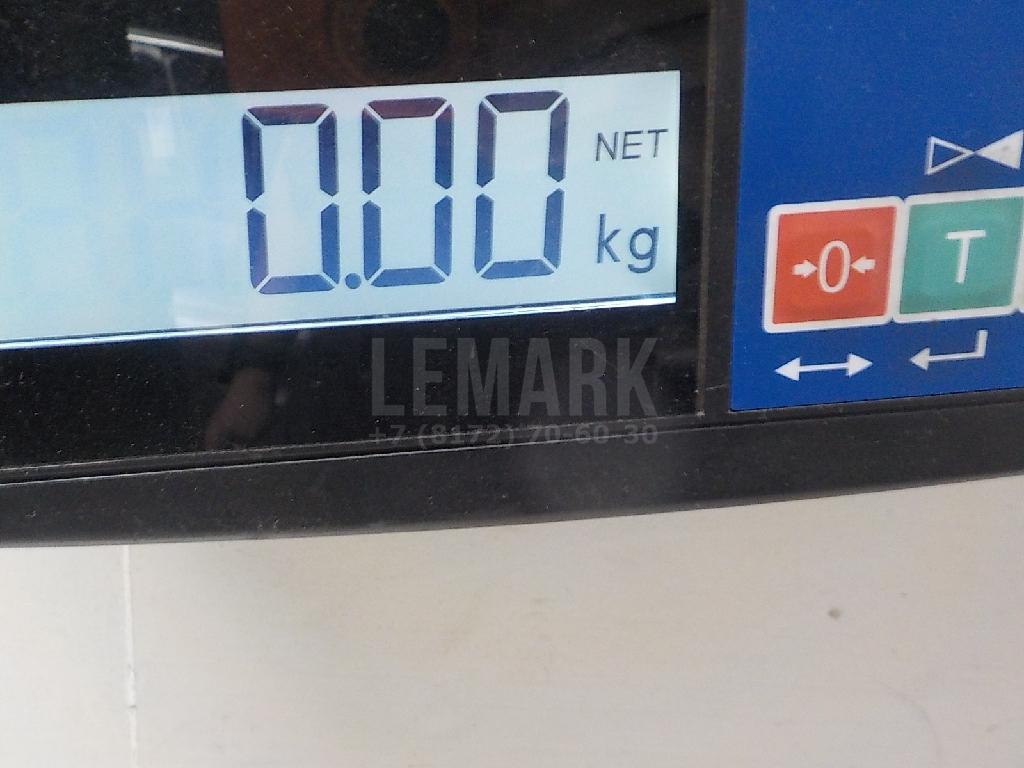 0.00 NET
kg
→0← T
LEMARK
+7 (8172) 70-60-30